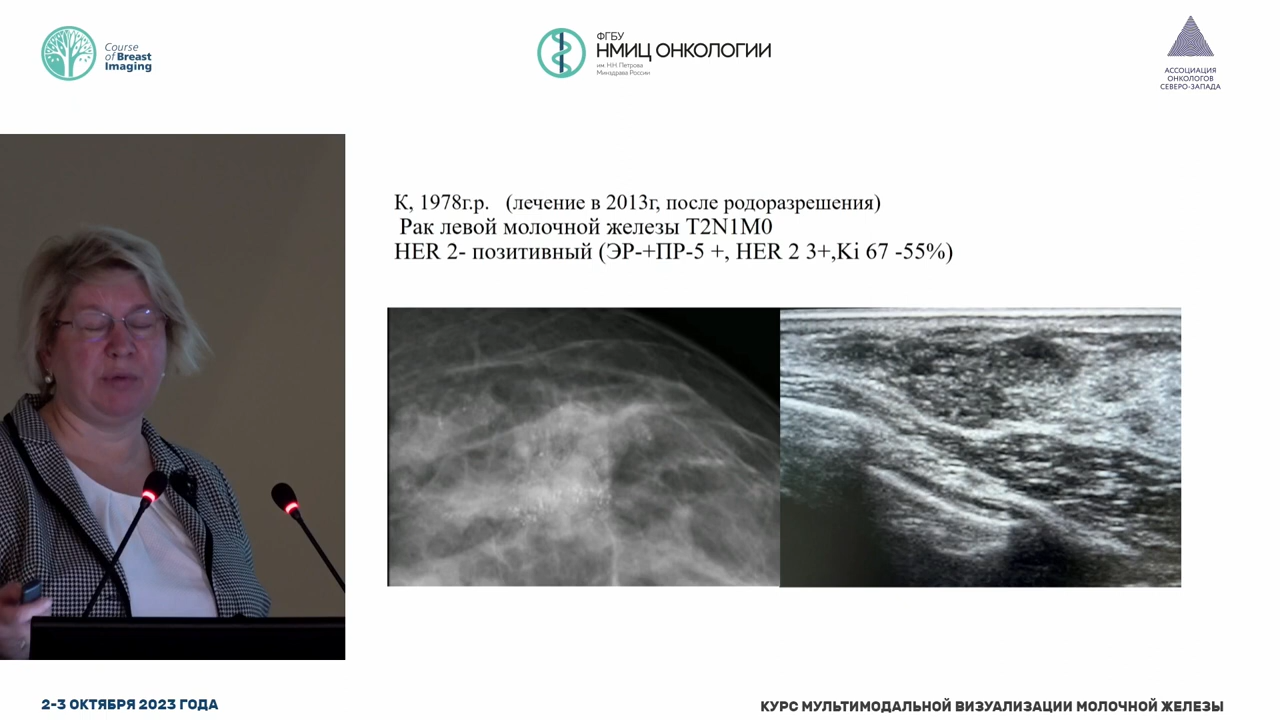 Course
of Breast
Imaging
ФГБУ
НМИЦ ОНКОЛОГИИ
им. Н.Н. Петрова
Минздрава России
АССОЦИАЦИЯ
ОНКОЛОГОВ
СЕВЕРО-ЗАПАДА
К, 1978г.р. (лечение в 2013г, после родоразрешения)
Рак левой молочной железы T2N1M0
HER 2- позитивный (ЭР-+ПР-5 +, HER 2 3+,Ki 67 -55%)
2-3 ОКТЯБРЯ 2023 ГОДА
КУРС МУЛЬТИМОДАЛЬНОЙ ВИЗУАЛИЗАЦИИ МОЛОЧНОЙ ЖЕЛЕЗЫ